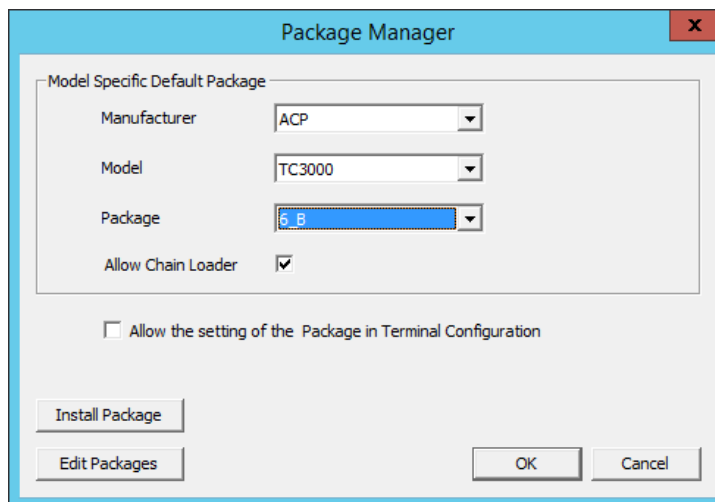 Package Manager
x
Model Specific Default Package
Manufacturer ACP
Model TC3000
Package 6_B
Allow Chain Loader
Allow the setting of the Package in Terminal Configuration
Install Package
Edit Packages OK Cancel